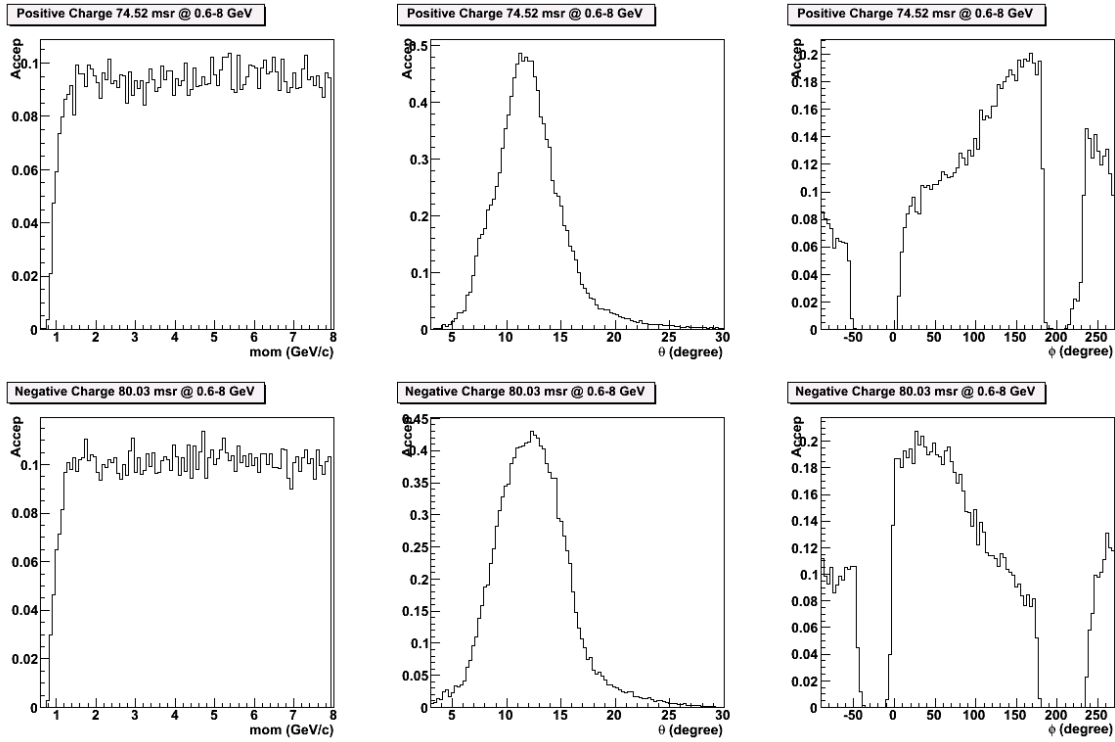 Positive Charge 74.52 msr @ 0.6-8 GeV
Accep
0.1
0.08
0.06
0.04
0.02
0
1 2 3 4 5 6 7 8
mom (GeV/c)
Positive Charge 74.52 msr @ 0.6-8 GeV
Accep
0.5
0.4
0.3
0.2
0.1
0
5 10 15 20 25 30
θ (degree)
Positive Charge 74.52 msr @ 0.6-8 GeV
Accep
0.2
0.18
0.16
0.14
0.12
0.1
0.08
0.06
0.04
0.02
0
-50 0 50 100 150 200 250
ϕ (degree)
Negative Charge 80.03 msr @ 0.6-8 GeV
Accep
0.1
0.08
0.06
0.04
0.02
0
1 2 3 4 5 6 7 8
mom (GeV/c)
Negative Charge 80.03 msr @ 0.6-8 GeV
Accep
0.45
0.4
0.35
0.3
0.25
0.2
0.15
0.1
0.05
0
5 10 15 20 25 30
θ (degree)
Negative Charge 80.03 msr @ 0.6-8 GeV
Accep
0.2
0.18
0.16
0.14
0.12
0.1
0.08
0.06
0.04
0.02
0
-50 0 50 100 150 200 250
ϕ (degree)